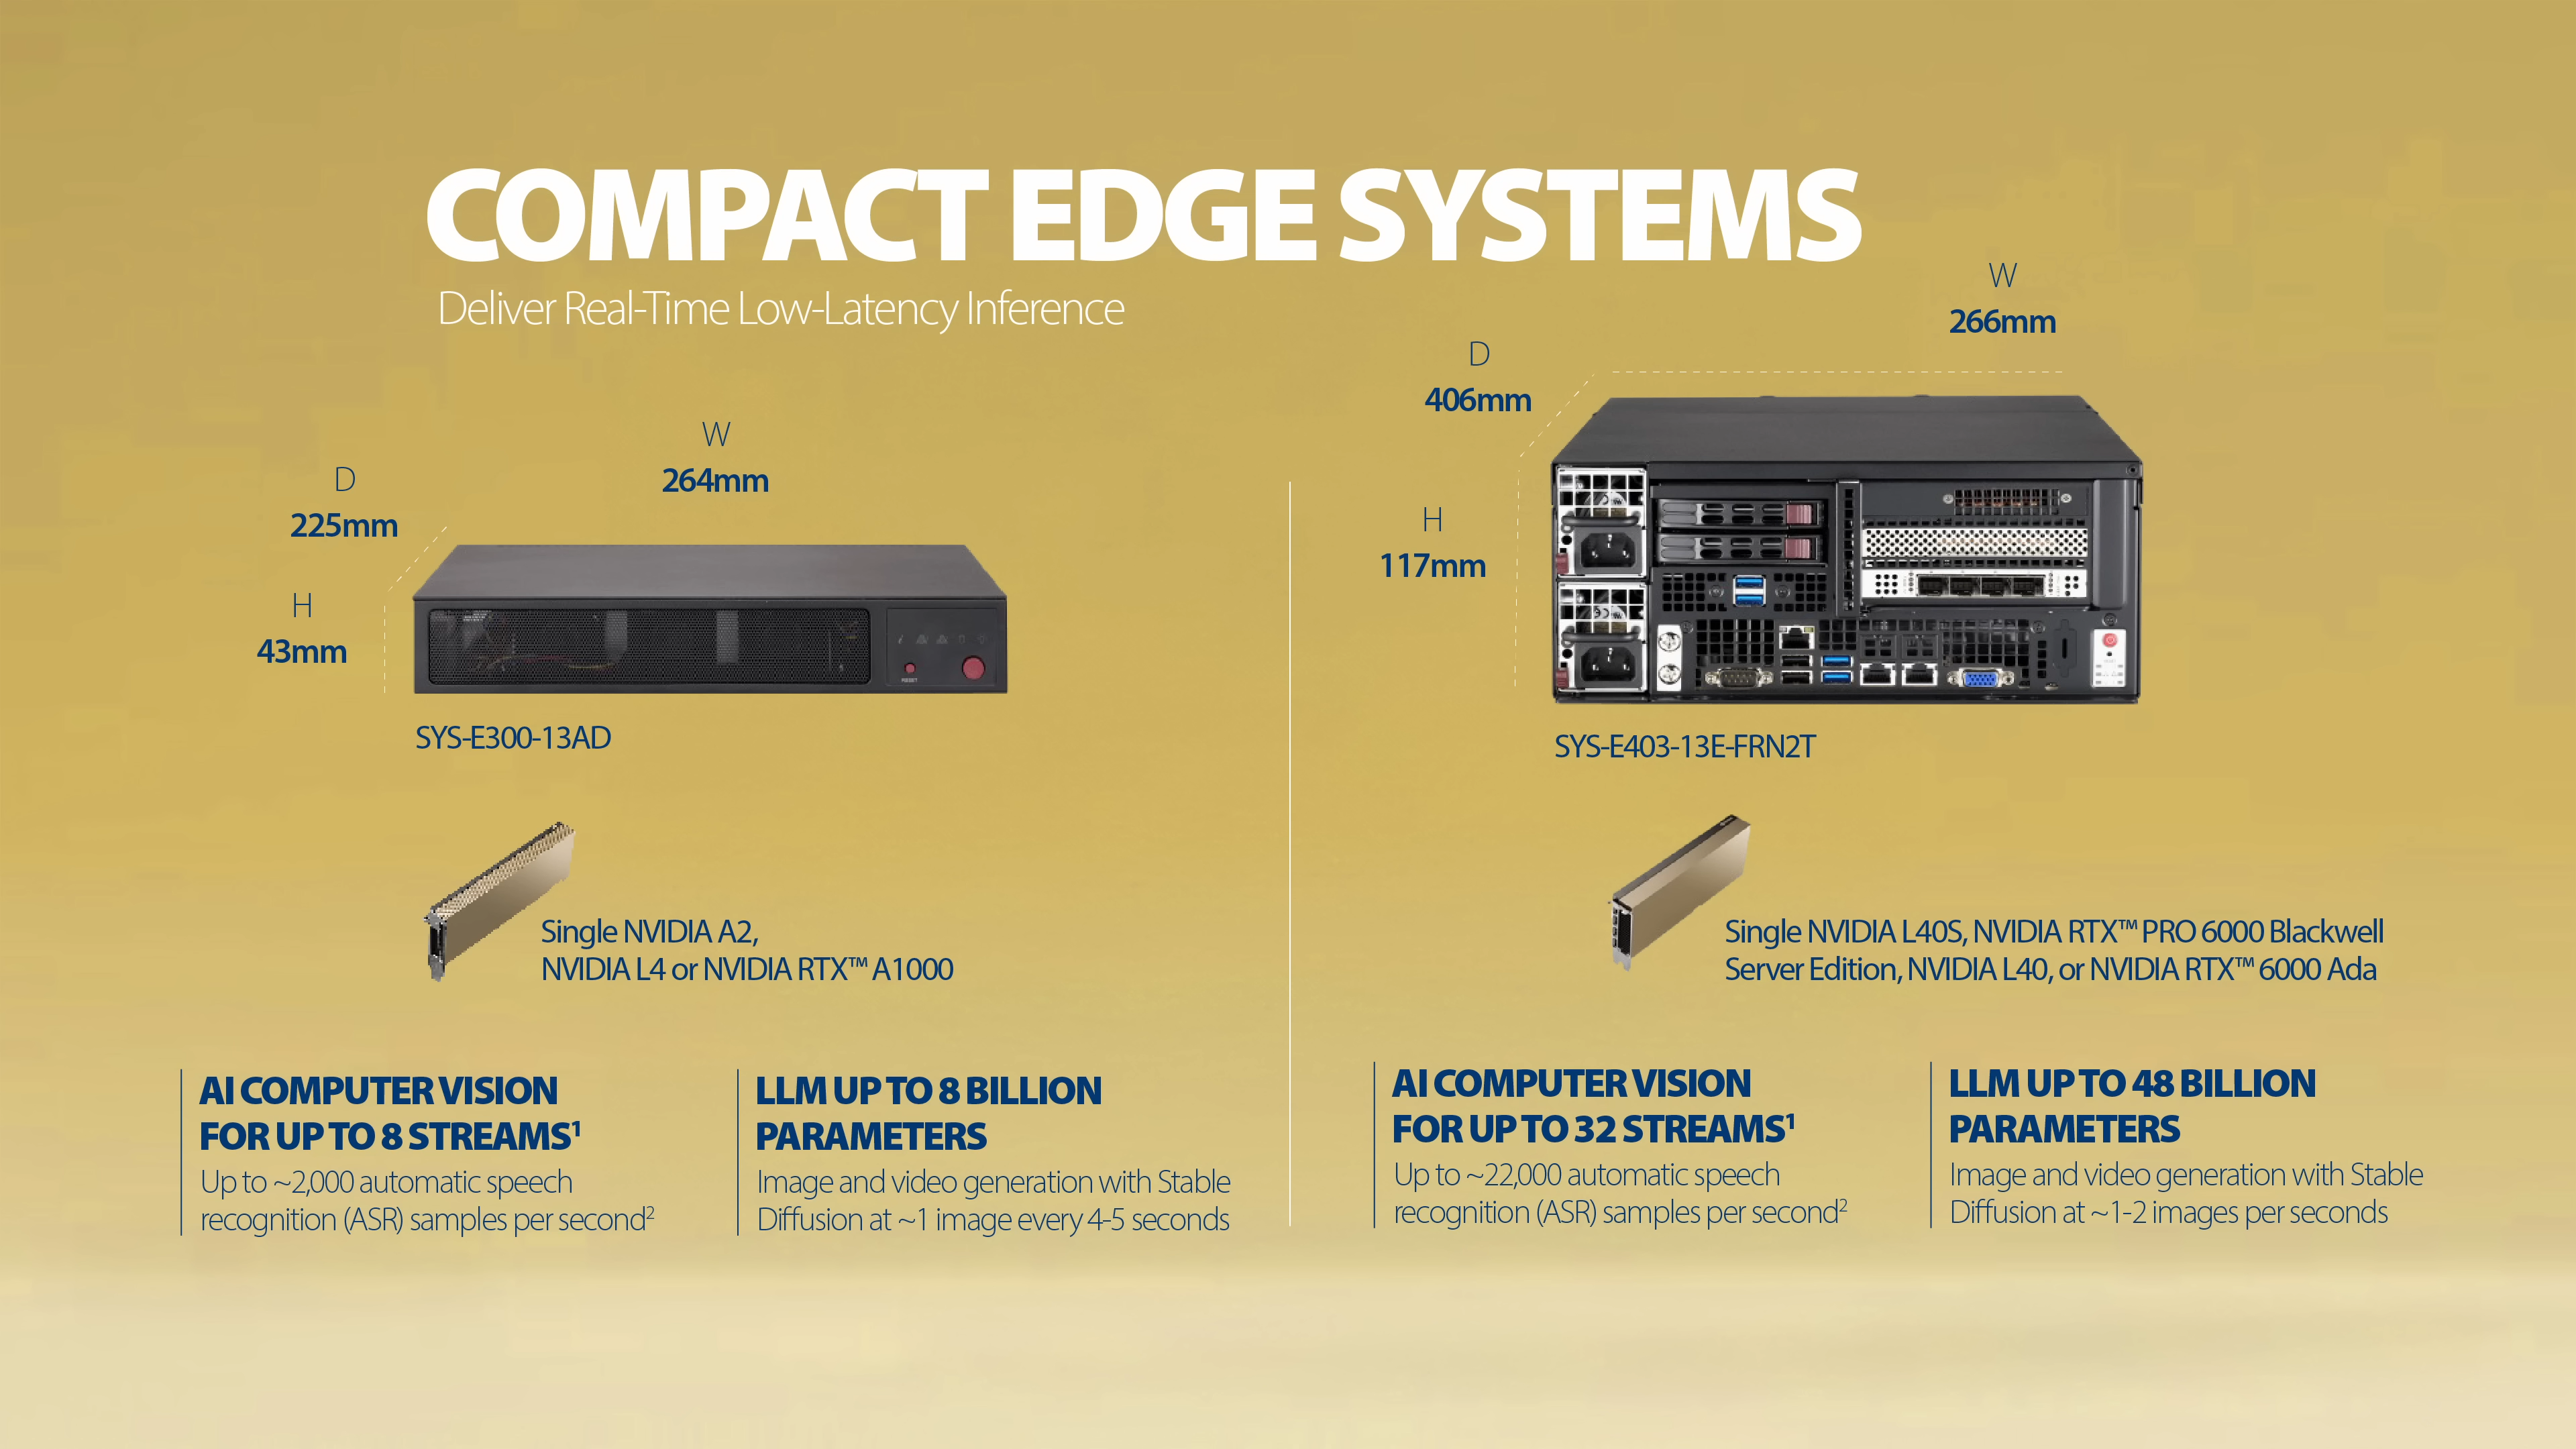 COMPACT EDGE SYSTEMS
Deliver Real-Time Low-Latency Inference
D
225mm
W
264mm
H
43mm
RESET
SYS-E300-13AD
Single NVIDIA A2,
NVIDIA L4 or NVIDIA RTX™ A1000
AI COMPUTER VISION
FOR UP TO 8 STREAMS¹
Up to ~2,000 automatic speech
recognition (ASR) samples per second²
LLM UP TO 8 BILLION
PARAMETERS
Image and video generation with Stable
Diffusion at ~1 image every 4-5 seconds
W
266mm
D
406mm
H
117mm
SYS-E403-13E-FRN2T
Single NVIDIA L40S, NVIDIA RTX™ PRO 6000 Blackwell
Server Edition, NVIDIA L40, or NVIDIA RTX™ 6000 Ada
AI COMPUTER VISION
FOR UP TO 32 STREAMS¹
Up to ~22,000 automatic speech
recognition (ASR) samples per second²
LLM UP TO 48 BILLION
PARAMETERS
Image and video generation with Stable
Diffusion at ~1-2 images per seconds